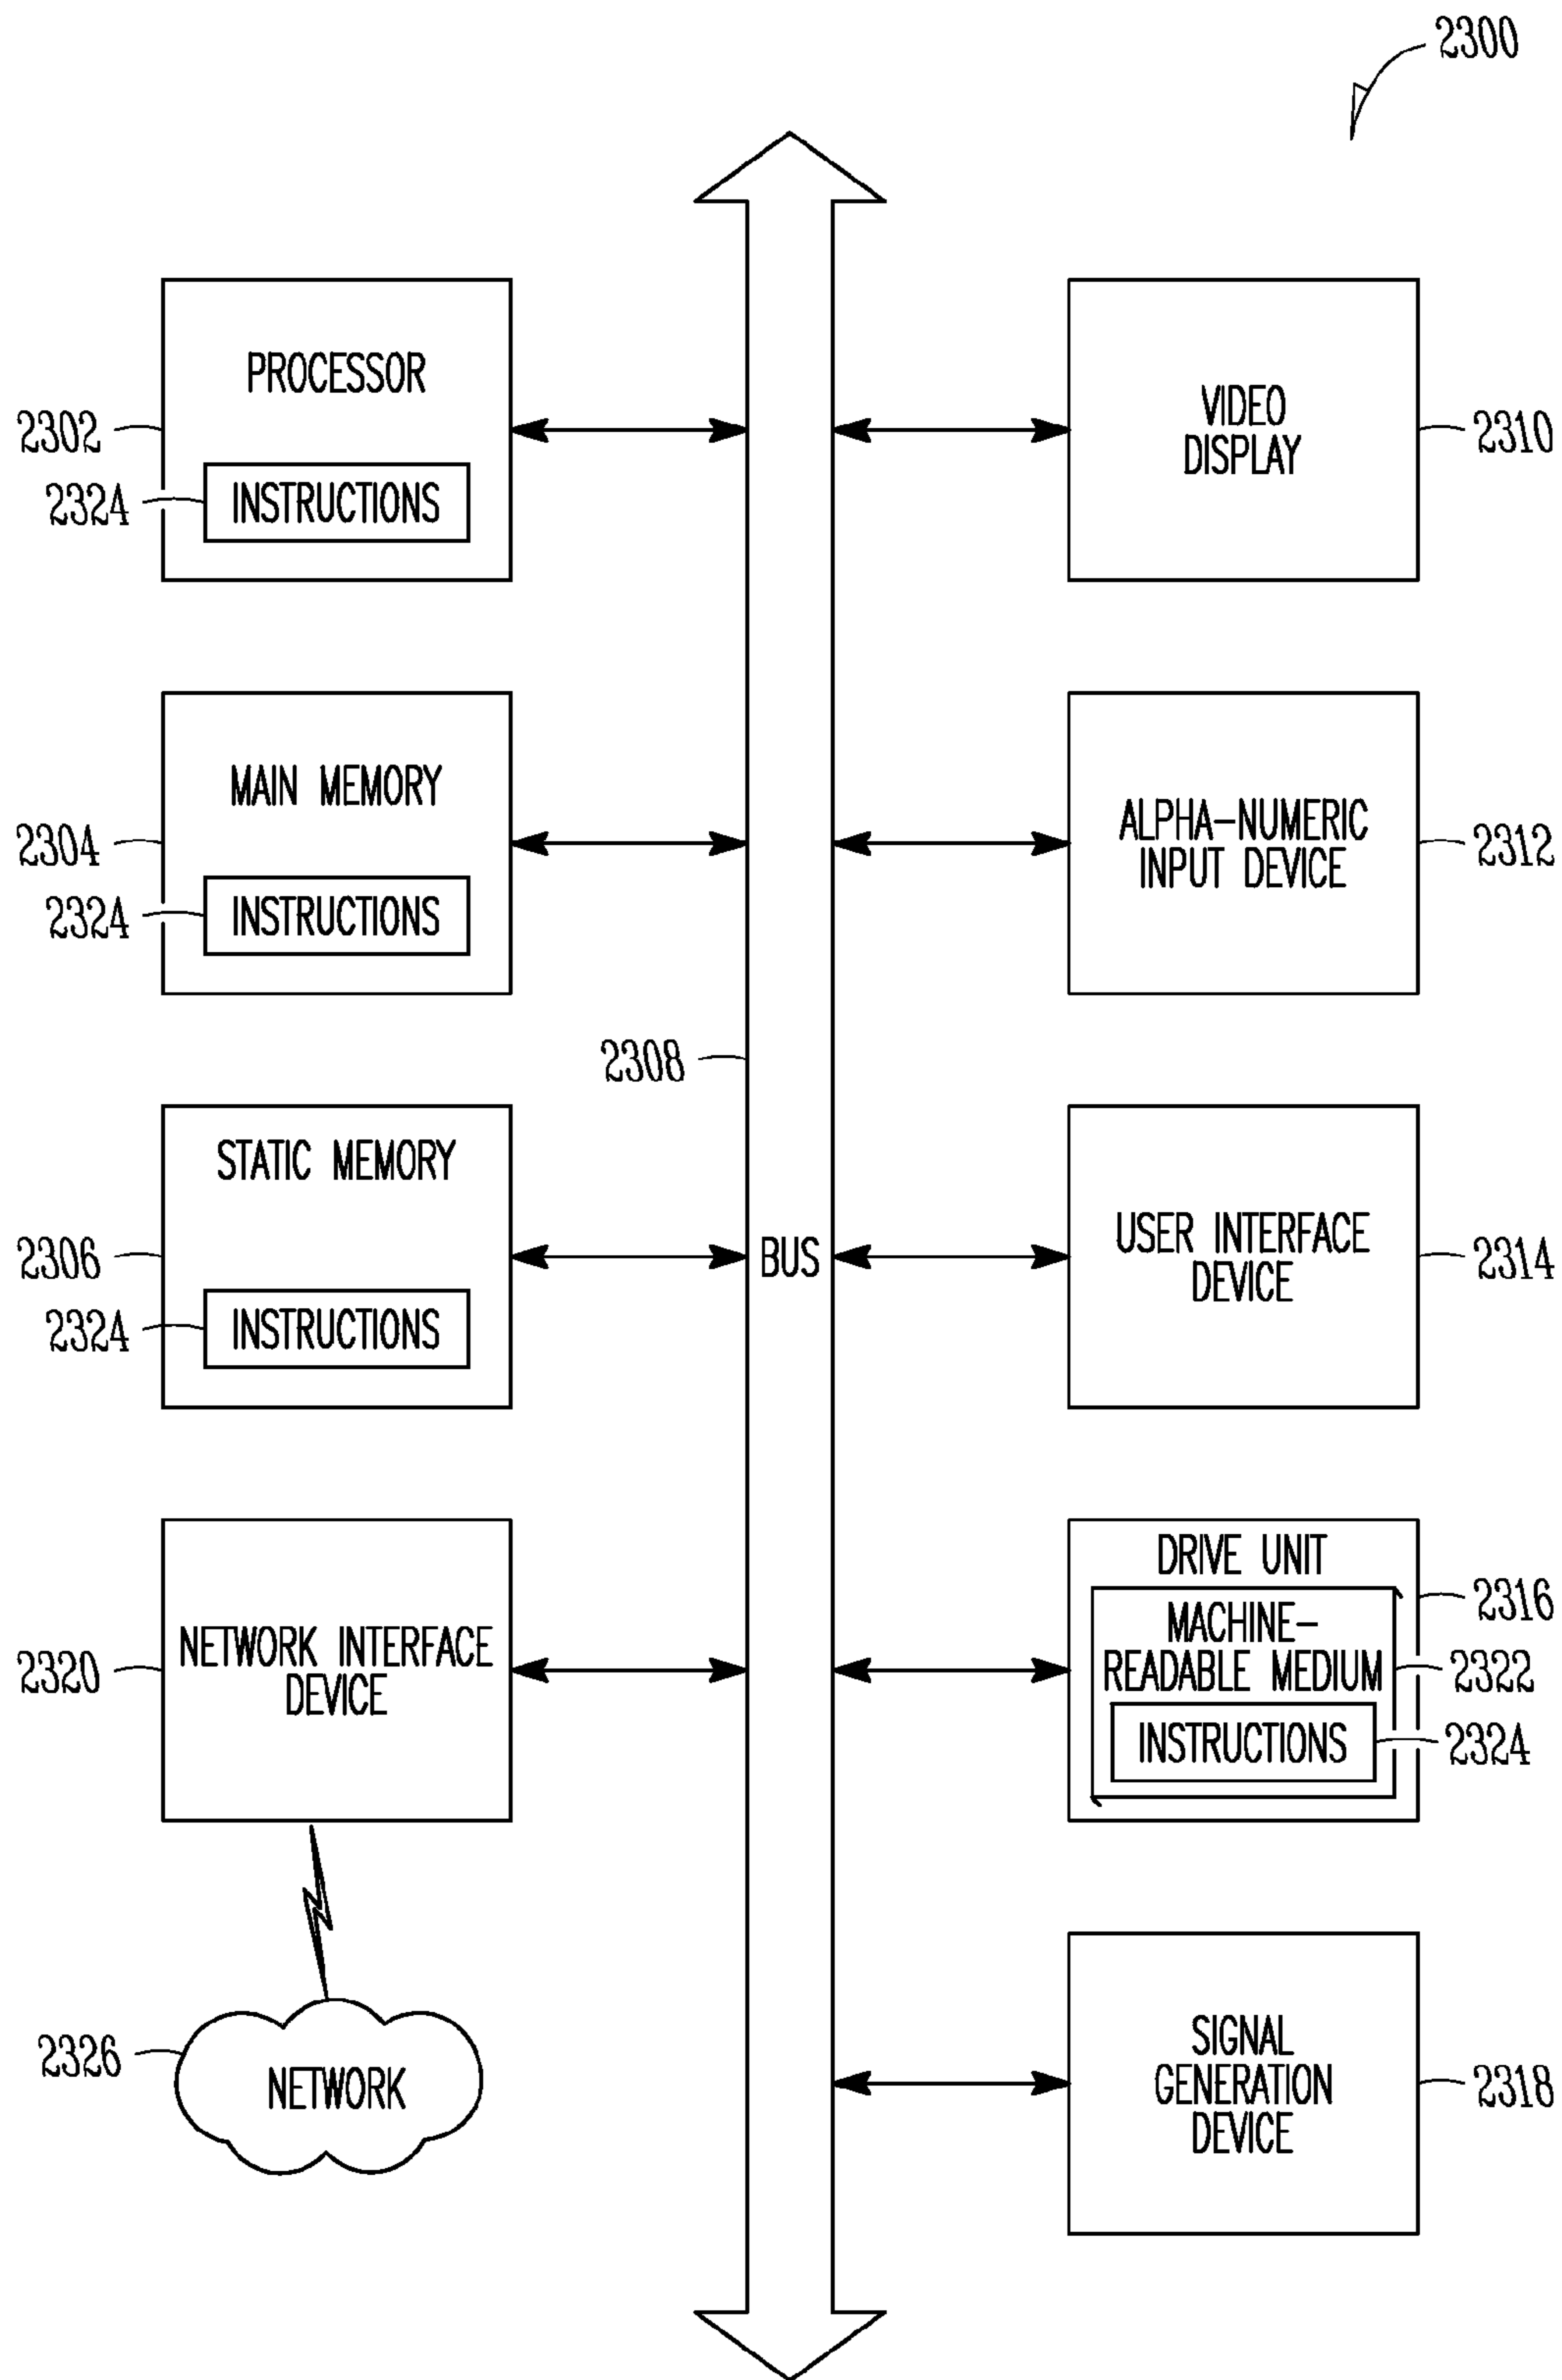 2300
PROCESSOR
2302
2324
INSTRUCTIONS
VIDEO
DISPLAY
2310
MAIN MEMORY
2304
2324
INSTRUCTIONS
ALPHA-NUMERIC
INPUT DEVICE
2312
2308
STATIC MEMORY
2306
2324
INSTRUCTIONS
BUS
USER INTERFACE
DEVICE
2314
NETWORK INTERFACE
DEVICE
2320
DRIVE UNIT
2316
MACHINE-
READABLE MEDIUM
2322
INSTRUCTIONS
2324
2326
NETWORK
SIGNAL
GENERATION
DEVICE
2318